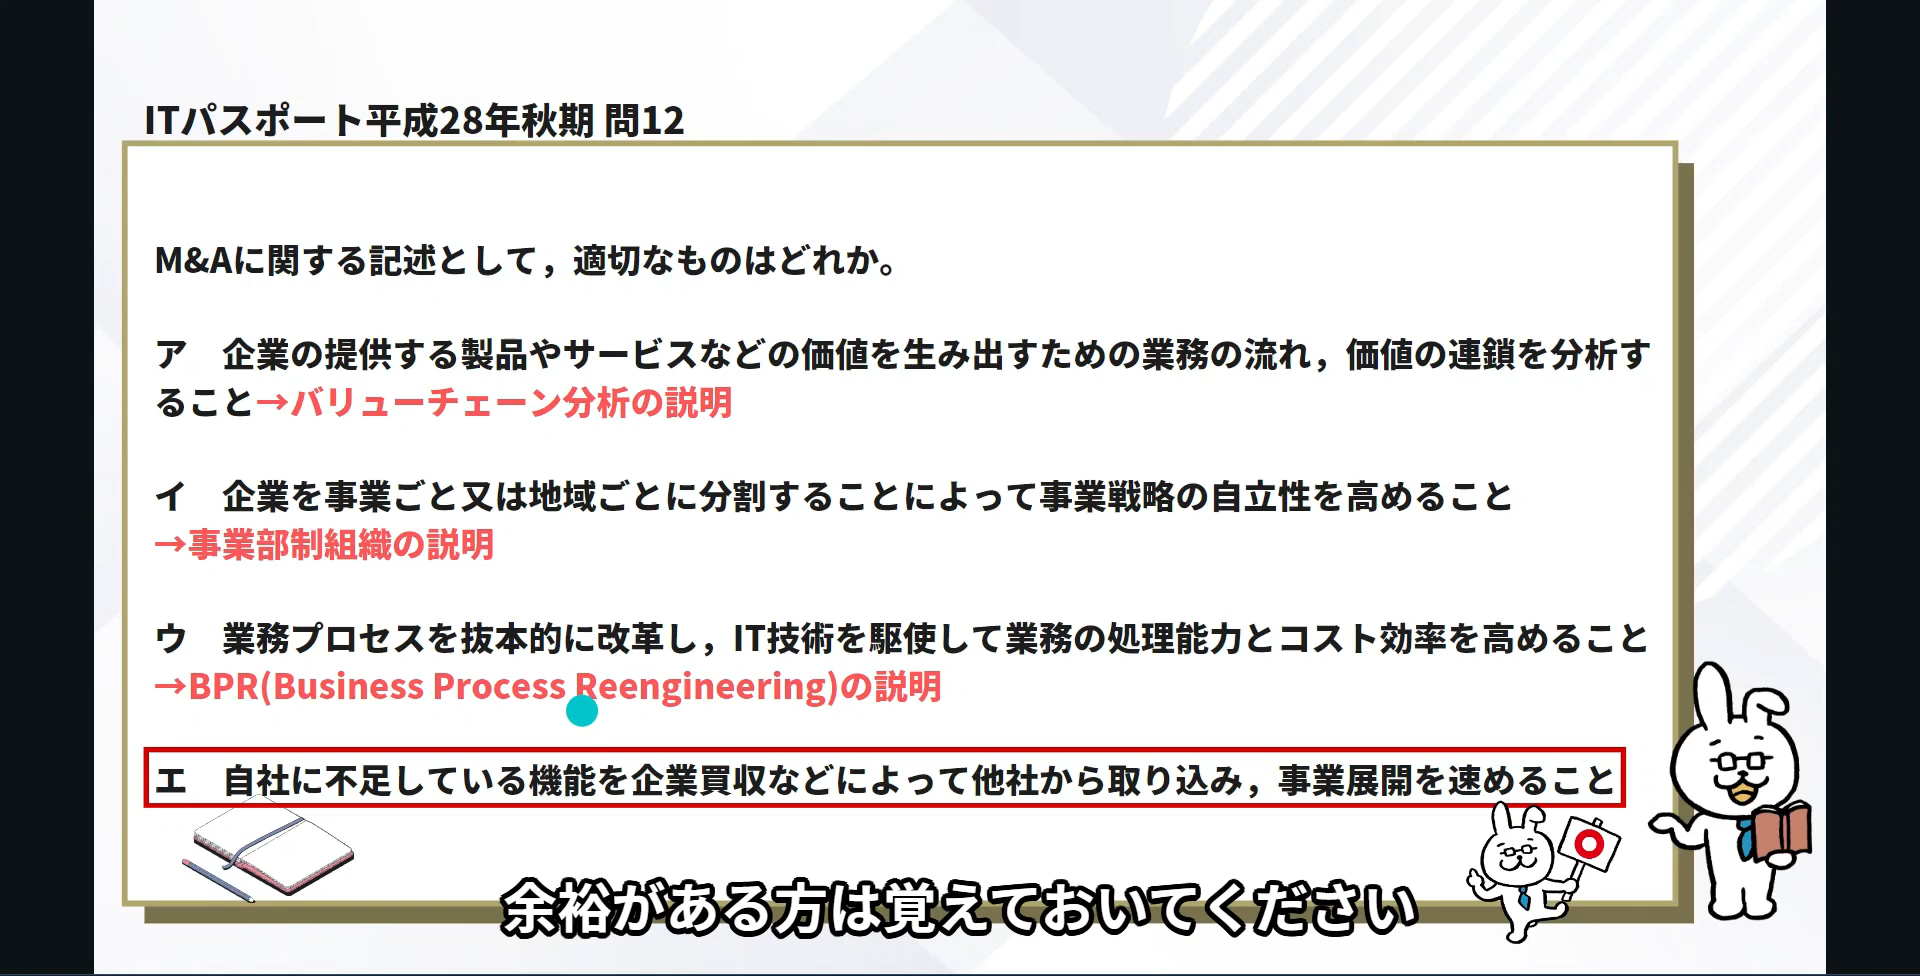 ITパスポート平成28年秋期 問12
M&Aに関する記述として，適切なものはどれか。
ア　企業の提供する製品やサービスなどの価値を生み出すための業務の流れ，価値の連鎖を分析す
ること→バリューチェーン分析の説明
イ　企業を事業ごと又は地域ごとに分割することによって事業戦略の自立性を高めること
→事業部制組織の説明
ウ　業務プロセスを抜本的に改革し，IT技術を駆使して業務の処理能力とコスト効率を高めること
→BPR(Business Process Reengineering)の説明
エ　自社に不足している機能を企業買収などによって他社から取り込み，事業展開を速めること
余裕がある方は覚えておいてください